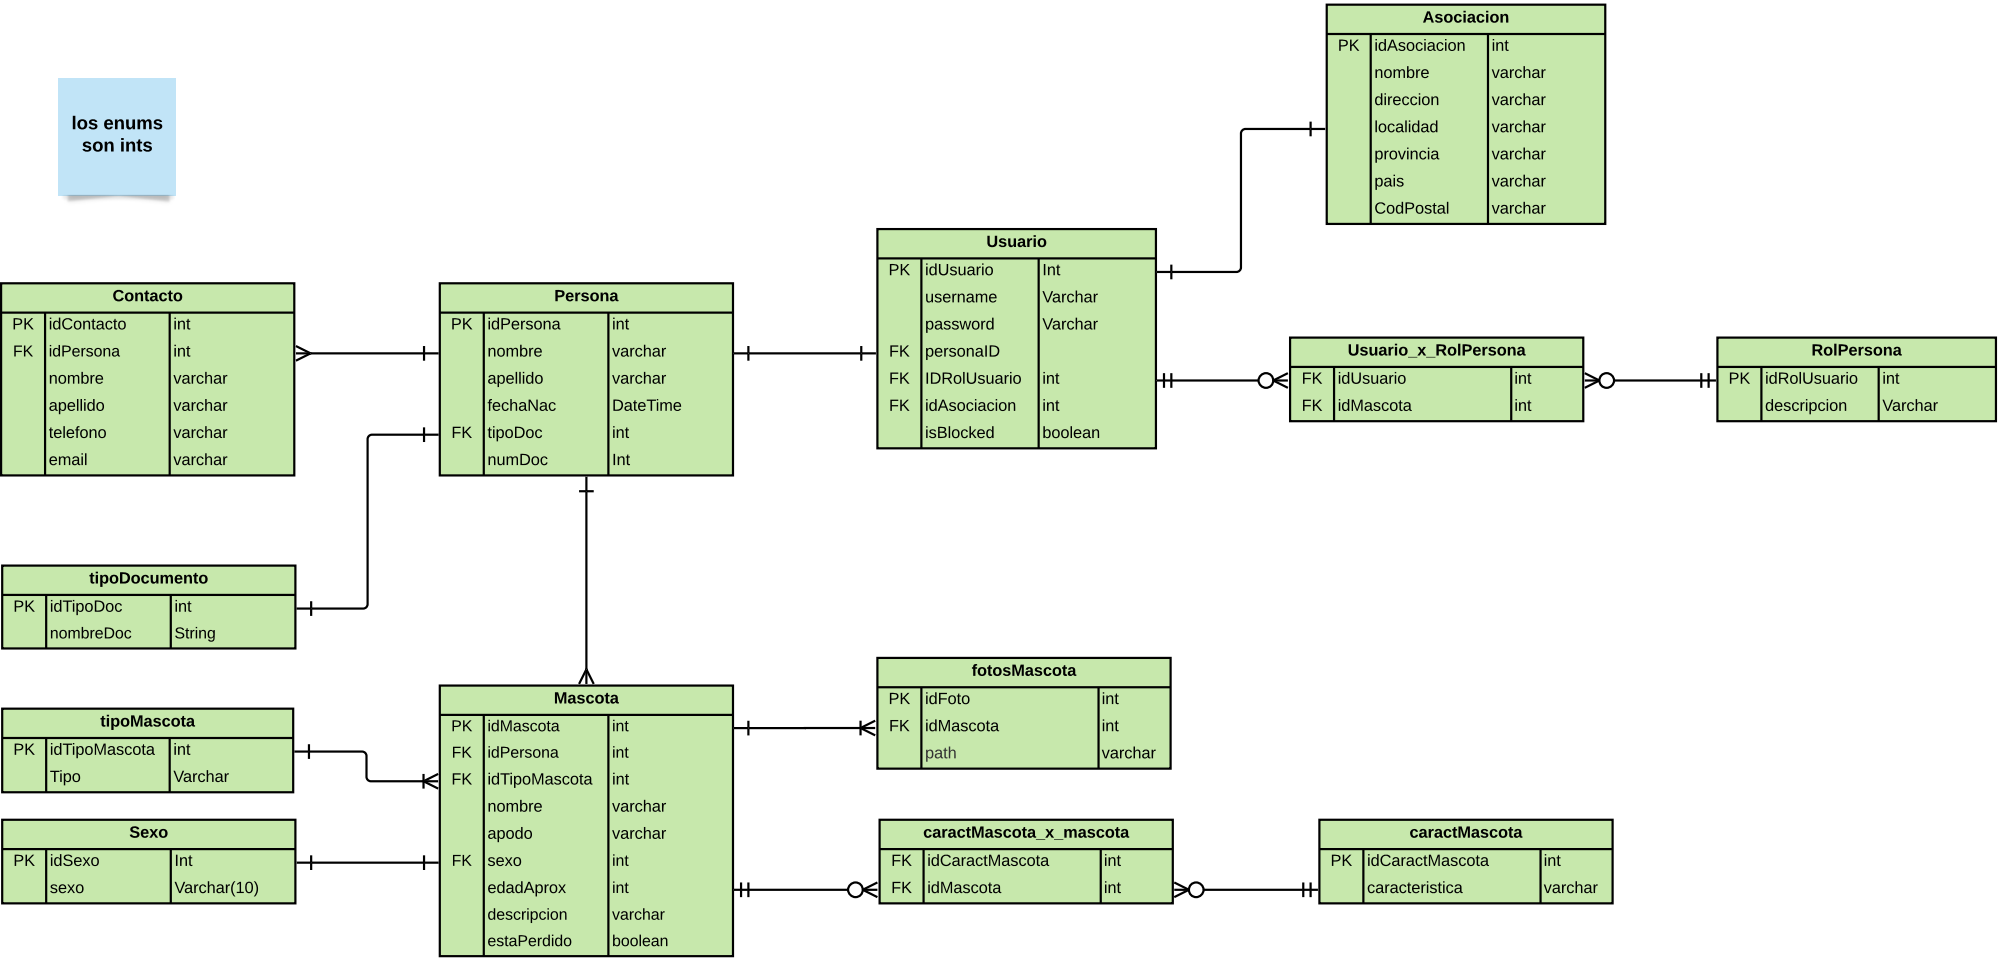 los enums
son ints
Asociacion
PK idAsociacion int
nombre varchar
direccion varchar
localidad varchar
provincia varchar
pais varchar
CodPostal varchar
Usuario
PK idUsuario Int
username Varchar
password Varchar
FK personaID
FK IDRolUsuario int
FK idAsociacion int
isBlocked boolean
Contacto
PK idContacto int
FK idPersona int
nombre varchar
apellido varchar
telefono varchar
email varchar
Persona
PK idPersona int
nombre varchar
apellido varchar
fechaNac DateTime
FK tipoDoc int
numDoc Int
Usuario_x_RolPersona
FK idUsuario int
FK idMascota int
RolPersona
PK idRolUsuario int
descripcion Varchar
tipoDocumento
PK idTipoDoc int
nombreDoc String
tipoMascota
PK idTipoMascota int
Tipo Varchar
Sexo
PK idSexo Int
sexo Varchar(10)
Mascota
PK idMascota int
FK idPersona int
FK idTipoMascota int
nombre varchar
apodo varchar
FK sexo int
edadAprox int
descripcion varchar
estaPerdido boolean
fotosMascota
PK idFoto int
FK idMascota int
path varchar
caractMascota_x_mascota
FK idCaractMascota int
FK idMascota int
caractMascota
PK idCaractMascota int
caracteristica varchar